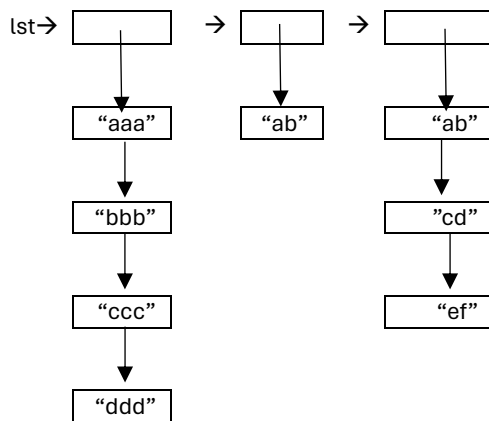 lst→ → →
“aaa” “ab” “ab”
“bbb” ”cd”
“ccc” “ef”
“ddd”